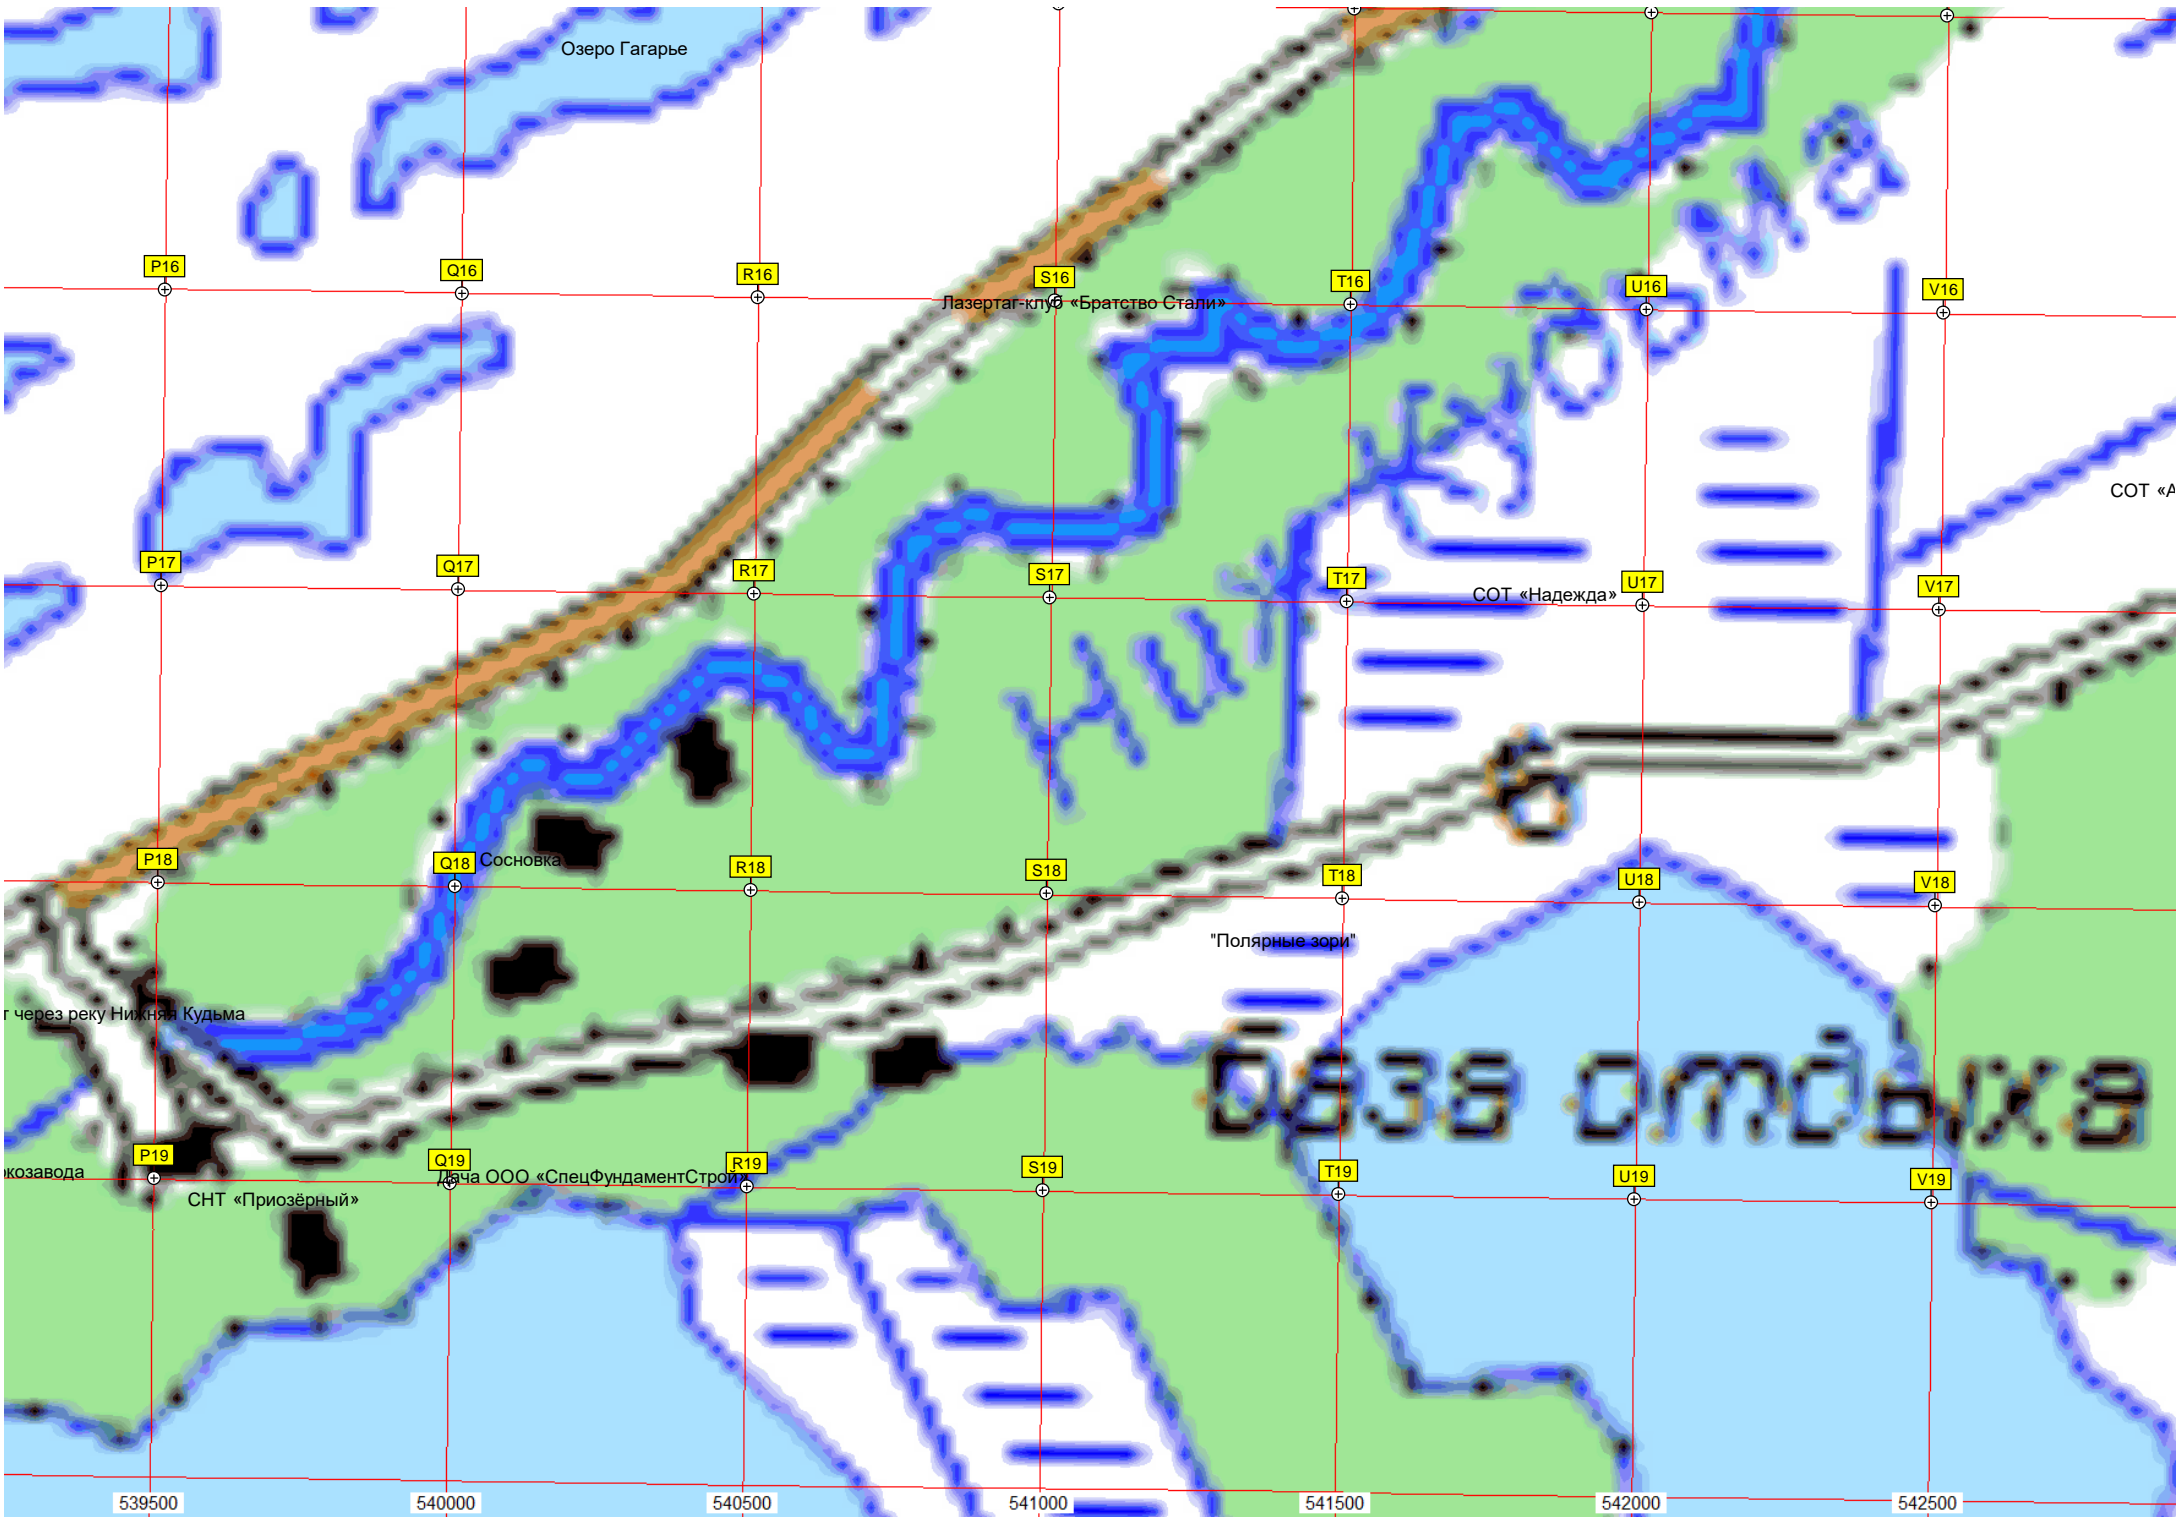 Озеро Гагарье
P16 Q16 R16 S16 T16 U16 V16
Лазертаг-клуб «Братство Стали»
СОТ «А
P17 Q17 R17 S17 T17 U17 V17
СОТ «Надежда»
P18 Q18 R18 S18 T18 U18 V18
Сосновка
"Полярные зори"
т через реку Нижняя Кудьма
база отдыха
P19 Q19 R19 S19 T19 U19 V19
козавода
Дача ООО «СпецФундаментСтрой»
СНТ «Приозёрный»
539500 540000 540500 541000 541500 542000 542500